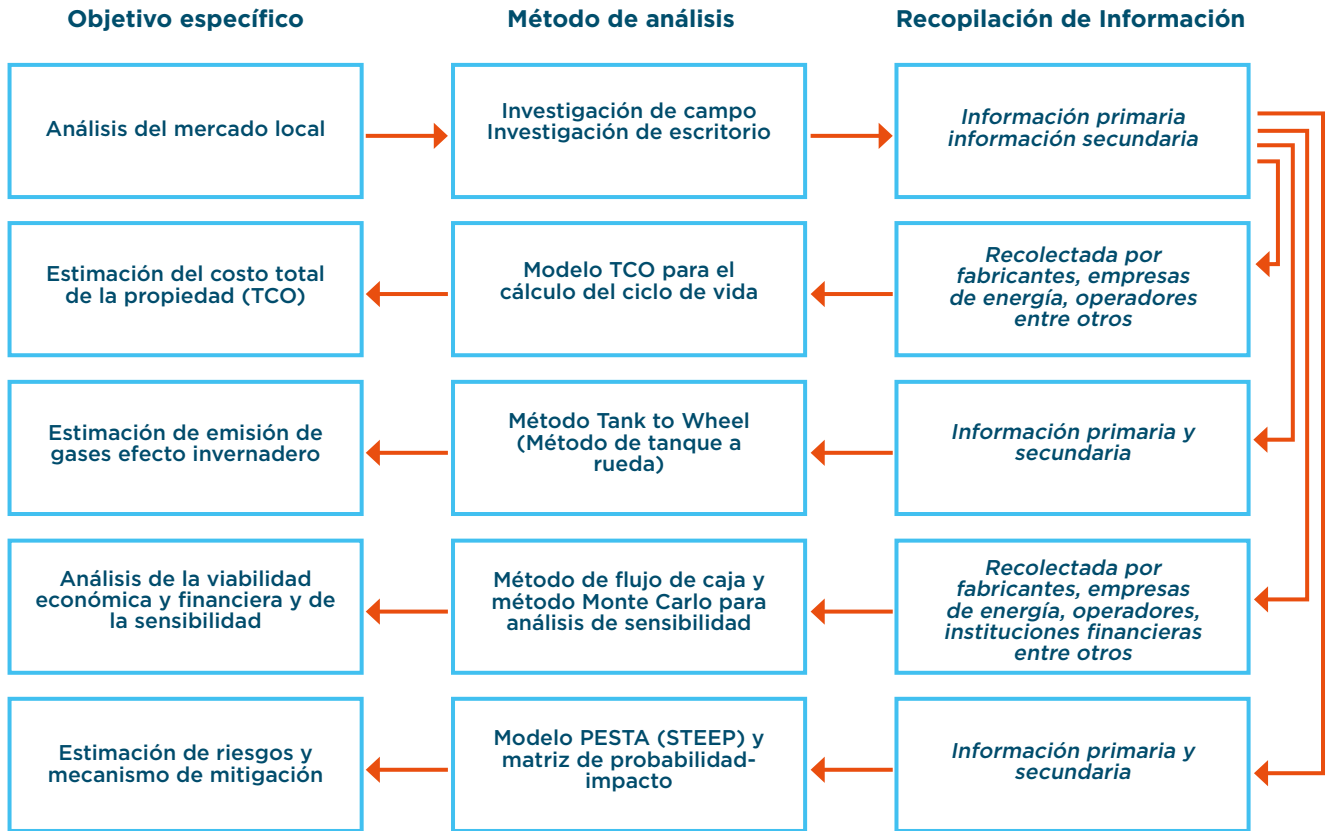 Objetivo específico
Método de análisis
Recopilación de Información
Análisis del mercado local
Investigación de campo
Investigación de escritorio
Información primaria
información secundaria
Estimación del costo total
de la propiedad (TCO)
Modelo TCO para el
cálculo del ciclo de vida
Recolectada por
fabricantes, empresas
de energía, operadores
entre otros
Estimación de emisión de
gases efecto invernadero
Método Tank to Wheel
(Método de tanque a
rueda)
Información primaria y
secundaria
Análisis de la viabilidad
económica y financiera y de
la sensibilidad
Método de flujo de caja y
método Monte Carlo para
análisis de sensibilidad
Recolectada por
fabricantes, empresas
de energía, operadores,
instituciones financieras
entre otros
Estimación de riesgos y
mecanismo de mitigación
Modelo PESTA (STEEP) y
matriz de probabilidad-
impacto
Información primaria y
secundaria